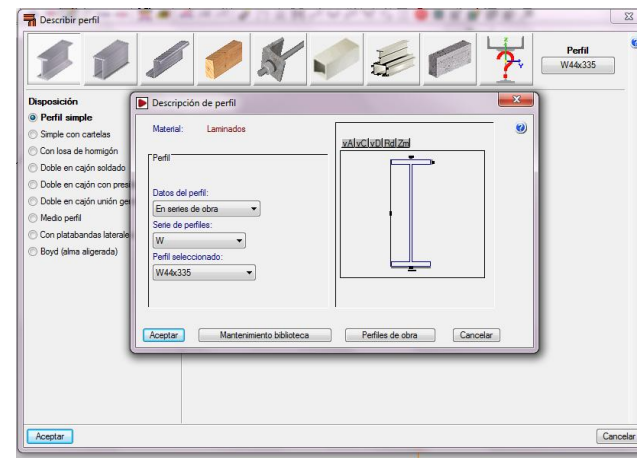 Describir perfil
Perfil
W44x335
Disposición
Perfil simple
Simple con cartelas
Con losa de hormigón
Doble en cajón soldado
Doble en cajón con
Doble en cajón unión
Medio perfil
Con platabandas
Boyd (alma aligerada)
Descripción de perfil
Material: Laminados
Perfil
Datos del perfil:
En series de obra
Serie de perfiles:
W
Perfil seleccionado:
W44x335
Aceptar Mantenimiento biblioteca Perfiles de obra Cancelar
Aceptar Cancelar